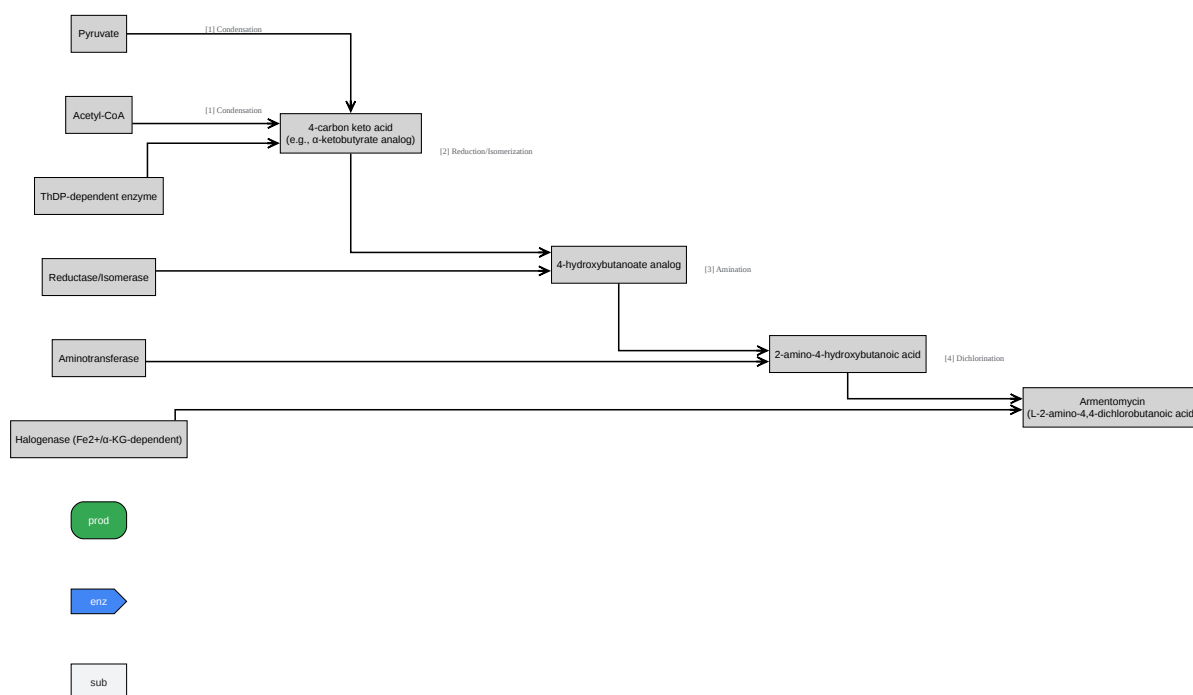 Pyruvate
[1] Condensation
Acetyl-CoA
[1] Condensation
4-carbon keto acid
(e.g., α-ketobutyrate analog)
[2] Reduction/Isomerization
ThDP-dependent enzyme
Reductase/Isomerase
4-hydroxybutanoate analog
[3] Amination
Aminotransferase
2-amino-4-hydroxybutanoic acid
[4] Dichlorination
Armentomycin
(L-2-amino-4,4-dichlorobutanoic acid
Halogenase (Fe2+/α-KG-dependent)
prod
enz
sub